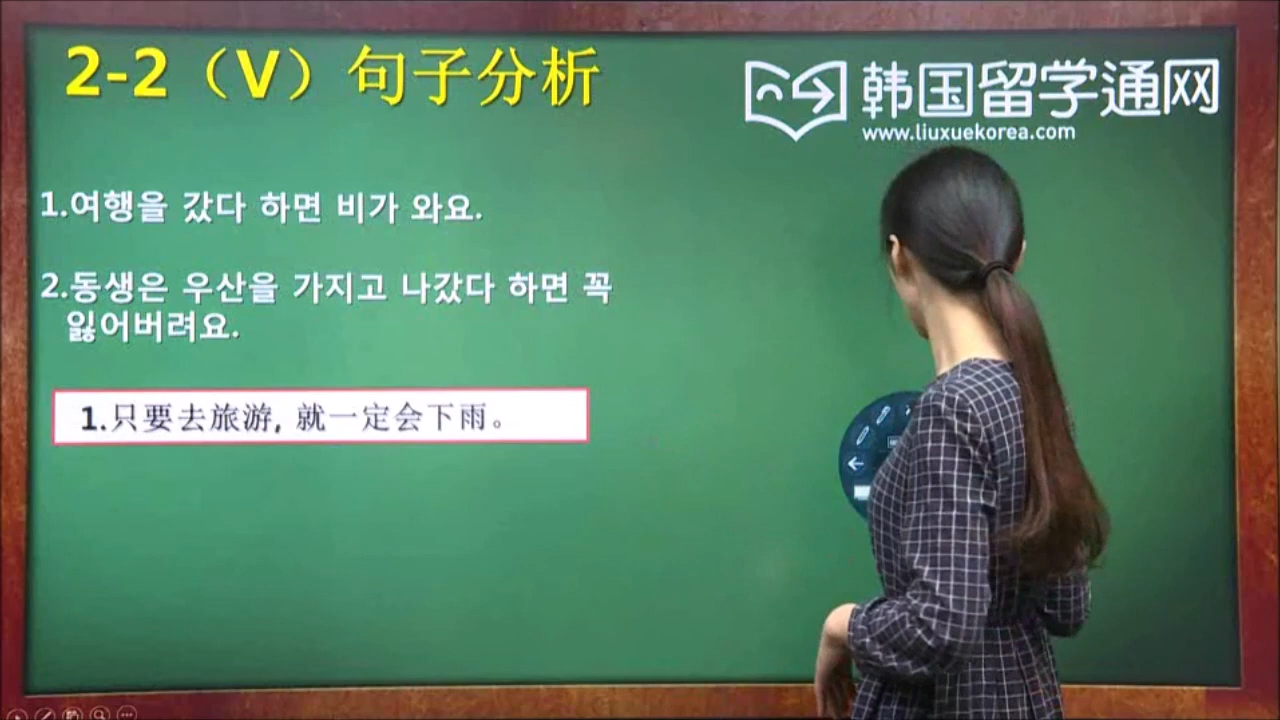 2-2（V）句子分析
韩国留学通网
www.liuxuekorea.com
1.여행을 갔다 하면 비가 와요.
2.동생은 우산을 가지고 나갔다 하면 꼭
잃어버려요.
1.只要去旅游, 就一定会下雨。